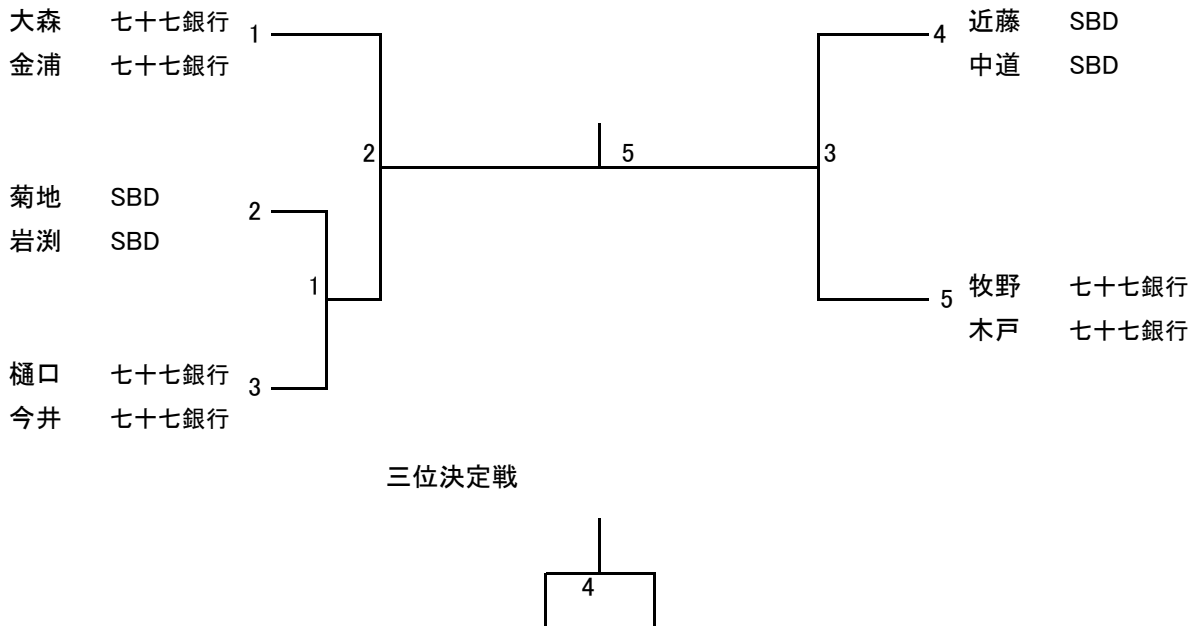 大森 七十七銀行 1
金浦 七十七銀行
4 近藤 SBD
中道 SBD
2
5
3
菊地 SBD 2
岩渕 SBD
1
5 牧野 七十七銀行
木戸 七十七銀行
樋口 七十七銀行 3
今井 七十七銀行
三位決定戦
4